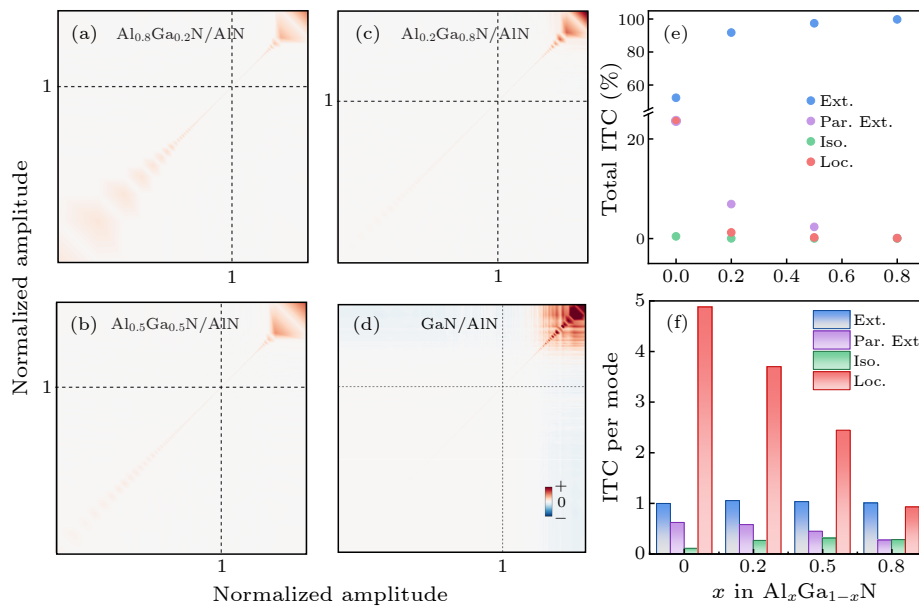 (a) Al0.8Ga0.2N/AlN
1
1
(b) Al0.5Ga0.5N/AlN
1
1
(c) Al0.2Ga0.8N/AlN
1
(d) GaN/AlN
+
0
−
1
Normalized amplitude
Normalized amplitude
(e)
Total ITC (%)
100
80
60
20
0
Ext.
Par. Ext.
Iso.
Loc.
0.0 0.2 0.4 0.6 0.8
(f)
ITC per mode
5
4
3
2
1
0
Ext.
Par. Ext.
Iso.
Loc.
0 0.2 0.5 0.8
x in AlxGa1−xN